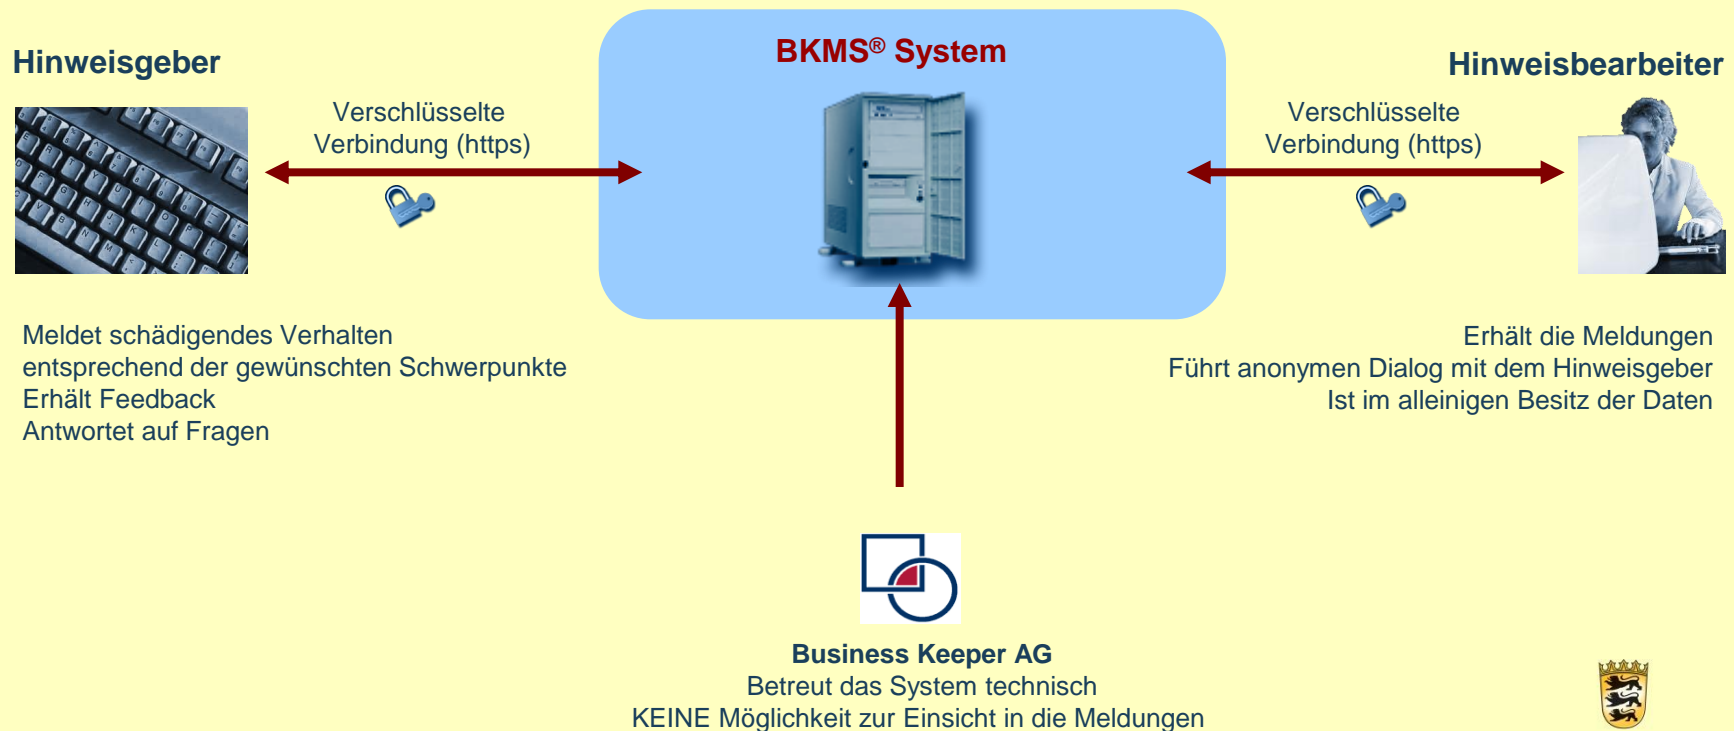 BKMS® System
Hinweisgeber
Verschlüsselte
Verbindung (https)
Meldet schädigendes Verhalten
entsprechend der gewünschten Schwerpunkte
Erhält Feedback
Antwortet auf Fragen
Hinweisbearbeiter
Verschlüsselte
Verbindung (https)
Erhält die Meldungen
Führt anonymen Dialog mit dem Hinweisgeber
Ist im alleinigen Besitz der Daten
Business Keeper AG
Betreut das System technisch
KEINE Möglichkeit zur Einsicht in die Meldungen